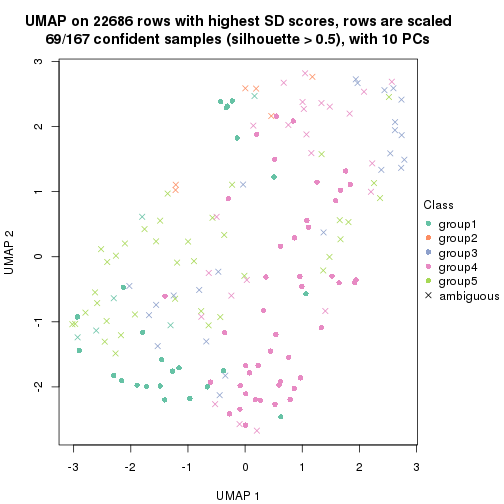 UMAP on 22686 rows with highest SD scores, rows are scaled
69/167 confident samples (silhouette > 0.5), with 10 PCs
3
2
1
0
-1
-2
UMAP 2
-3
-2
-1
0
1
2
3
UMAP 1
Class
group1
group2
group3
group4
group5
ambiguous